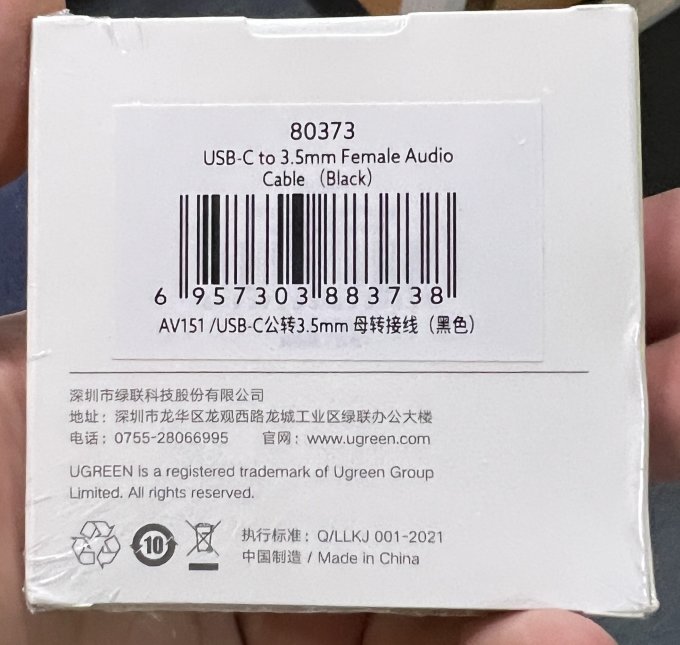 80373
USB-C to 3.5mm Female Audio
Cable （Black）
6 957303 883738
AV151 /USB-C公转3.5mm 母转接线（黑色）
深圳市绿联科技股份有限公司
地址：深圳市龙华区龙观西路龙城工业区绿联办公大楼
电话：0755-28066995 官网：www.ugreen.com
UGREEN is a registered trademark of Ugreen Group
Limited. All rights reserved.
10
执行标准：Q/LLKJ 001-2021
中国制造 / Made in China